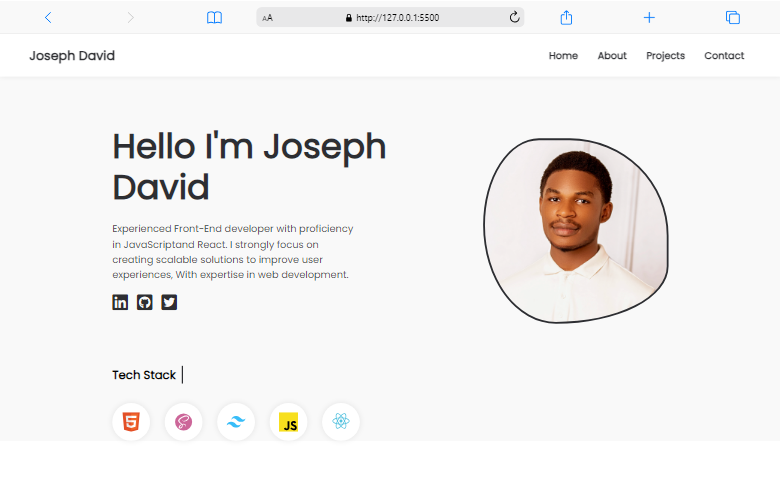 AA http://127.0.0.1:5500
Joseph David Home About Projects Contact
Hello I'm Joseph
David
Experienced Front-End developer with proficiency
in JavaScriptand React. I strongly focus on
creating scalable solutions to improve user
experiences, With expertise in web development.
in
Tech Stack
5 JS